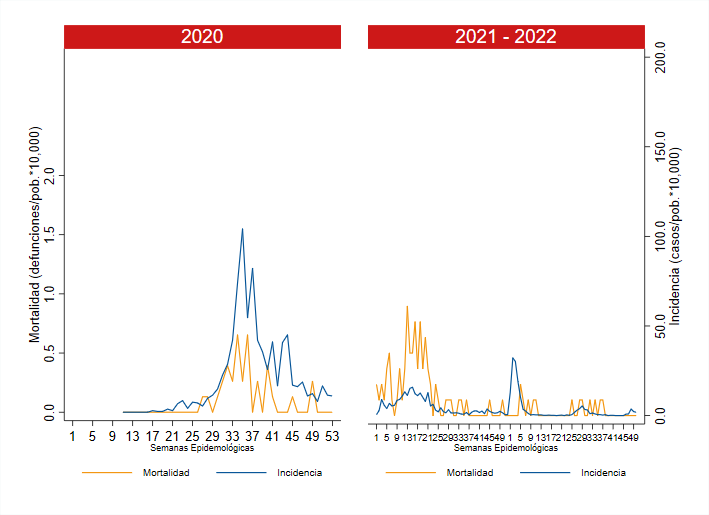 2020
2021 - 2022
Mortalidad (defunciones/pob.*10,000)
0.0 0.5 1.0 1.5 2.0
1 5 9 13 17 21 25 29 33 37 41 45 49 53
Semanas Epidemológicas
Mortalidad Incidencia
Incidencia (casos/pob.*10,000)
0.0 50.0 100.0 150.0 200.0
1 5 9 13172125293337414549 1 5 9 13172125293337414549
Semanas Epidemológicas
Mortalidad Incidencia